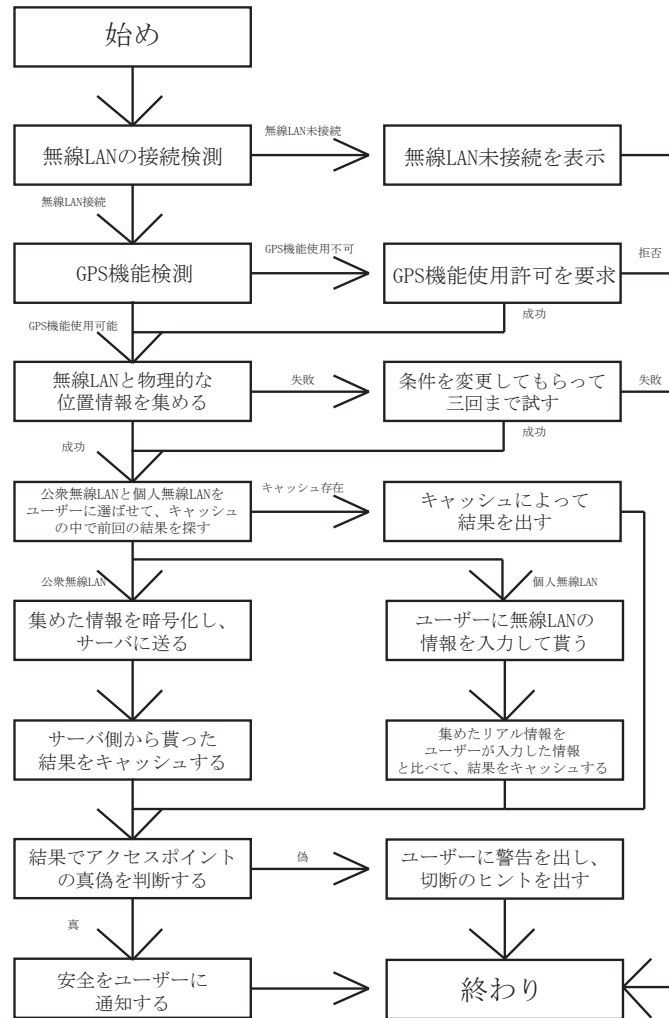 始め
無線LAN未接続
無線LANの接続検測
無線LAN未接続を表示
無線LAN接続
GPS機能使用不可
拒否
GPS機能検測
GPS機能使用許可を要求
成功
GPS機能使用可能
無線LANと物理的な
位置情報を集める
失敗
条件を変更してもらって
三回まで試す
失敗
成功
成功
公衆無線LANと個人無線LANを
ユーザーに選ばせて、キャッシュ
の中で前回の結果を探す
キャッシュ存在
キャッシュによって
結果を出す
公衆無線LAN
個人無線LAN
集めた情報を暗号化し、
サーバに送る
ユーザーに無線LANの
情報を入力して貰う
サーバ側から貰った
結果をキャッシュする
集めたリアル情報を
ユーザーが入力した情報
と比べて、結果をキャッシュする
結果でアクセスポイント
の真偽を判断する
偽
ユーザーに警告を出し、
切断のヒントを出す
真
安全をユーザーに
通知する
終わり